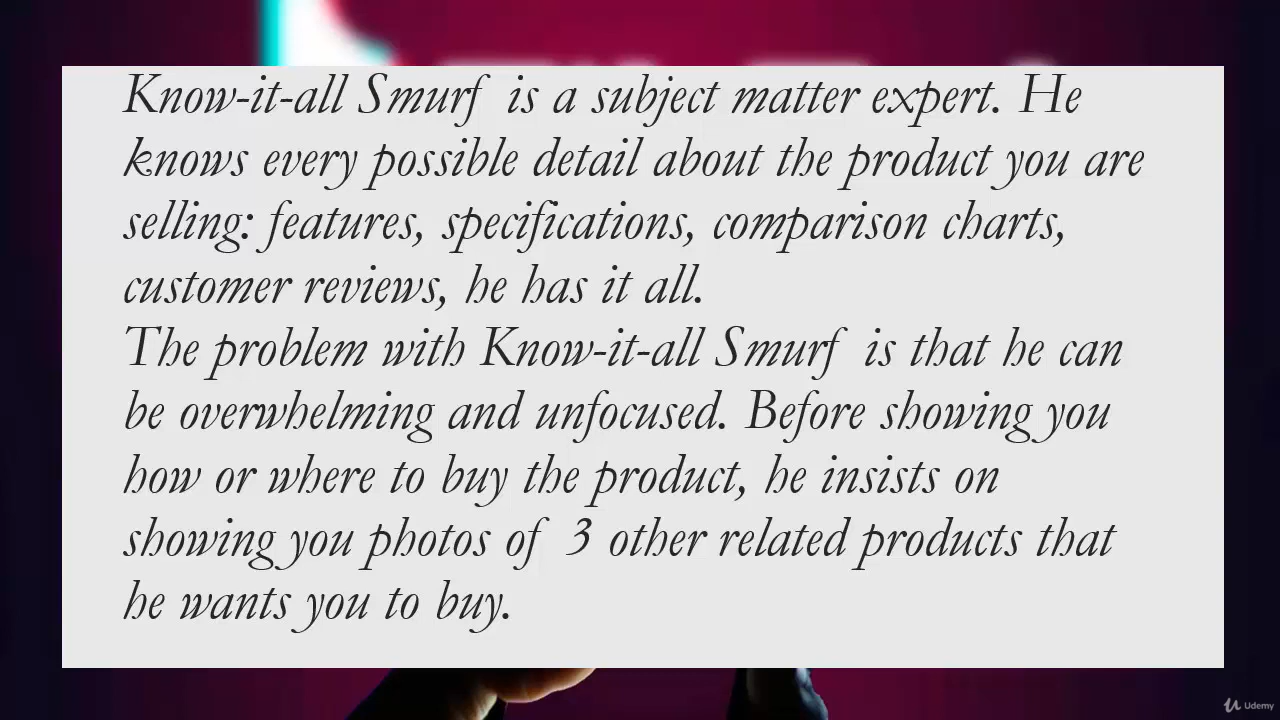 Know-it-all Smurf is a subject matter expert. He
knows every possible detail about the product you are
selling: features, specifications, comparison charts,
customer reviews, he has it all.
The problem with Know-it-all Smurf is that he can
be overwhelming and unfocused. Before showing you
how or where to buy the product, he insists on
showing you photos of 3 other related products that
he wants you to buy.
Udemy